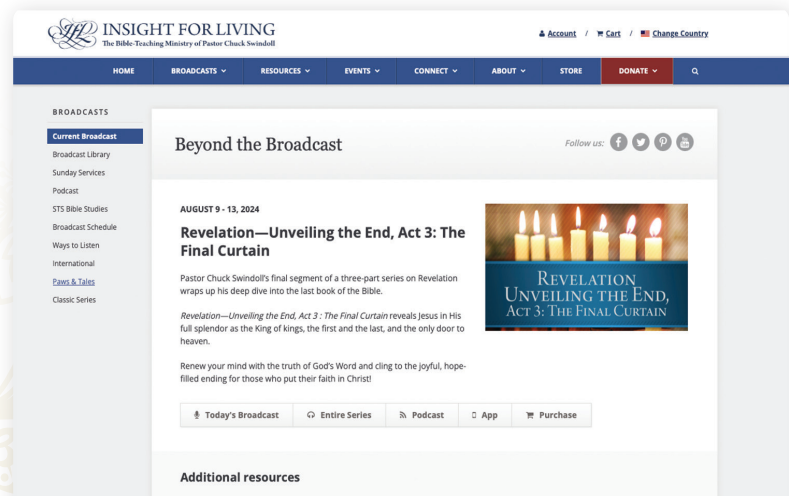 INSIGHT FOR LIVING
The Bible-Teaching Ministry of Pastor Chuck Swindoll
Account / Cart / Change Country
HOME BROADCASTS RESOURCES EVENTS CONNECT ABOUT STORE DONATE
BROADCASTS
Current Broadcast
Broadcast Library
Sunday Services
Podcast
STS Bible Studies
Broadcast Schedule
Ways to Listen
International
Paws & Tales
Classic Series
Beyond the Broadcast
Follow us:
AUGUST 9 - 13, 2024
Revelation—Unveiling the End, Act 3: The
Final Curtain
Pastor Chuck Swindoll's final segment of a three-part series on Revelation
wraps up his deep dive into the last book of the Bible.
Revelation—Unveiling the End, Act 3 : The Final Curtain reveals Jesus in His
full splendor as the King of kings, the first and the last, and the only door to
heaven.
Renew your mind with the truth of God's Word and cling to the joyful, hope-
filled ending for those who put their faith in Christ!
REVELATION
UNVEILING THE END,
ACT 3: THE FINAL CURTAIN
Today's Broadcast Entire Series Podcast App Purchase
Additional resources